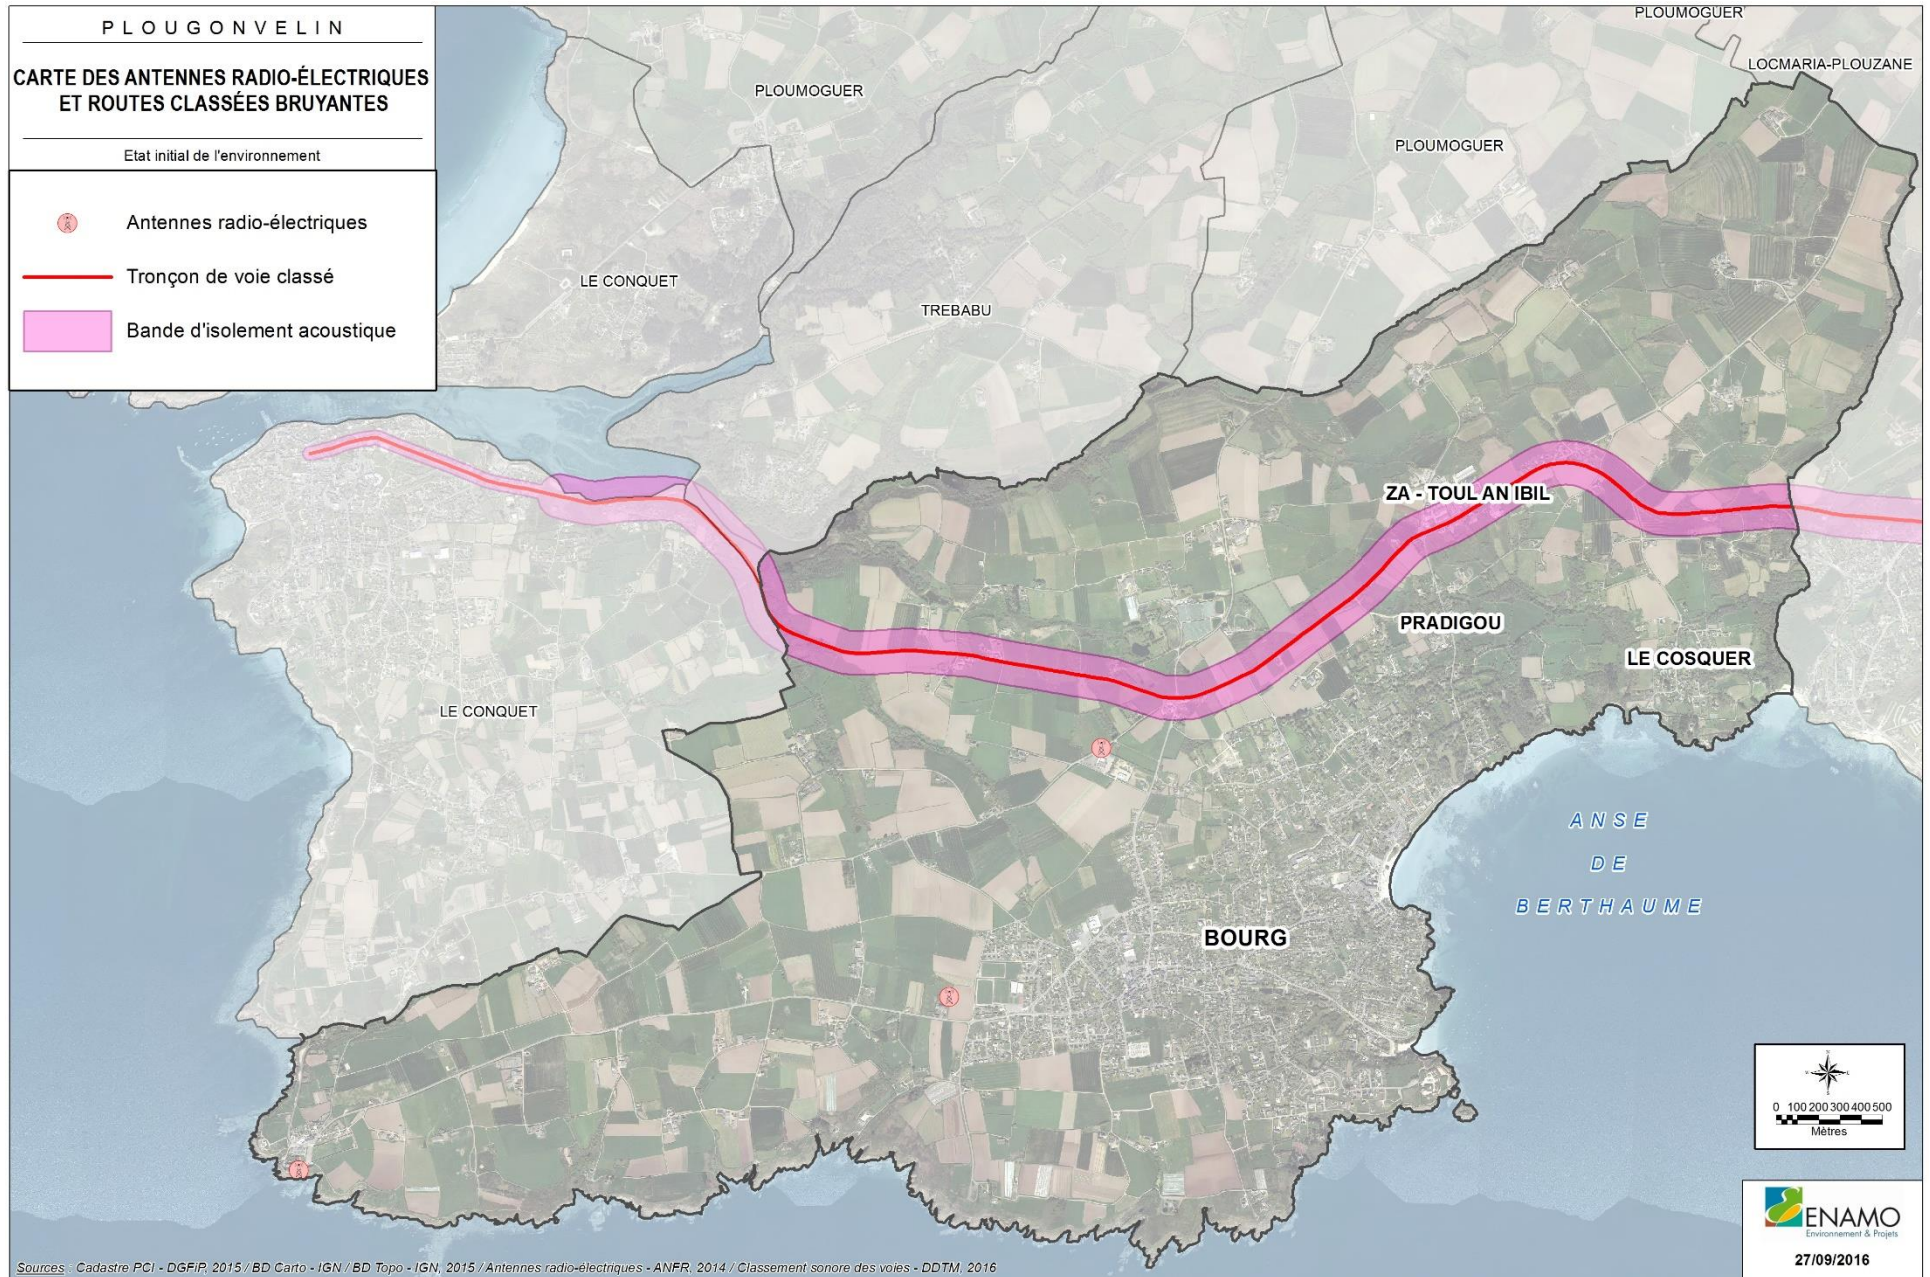 PLOUGONVELIN
CARTE DES ANTENNES RADIO-ÉLECTRIQUES
ET ROUTES CLASSÉES BRUYANTES
Etat initial de l'environnement
Antennes radio-électriques
Tronçon de voie classé
Bande d'isolement acoustique
PLOUMOGUER
LOCMARIA-PLOUZANE
PLOUMOGUER
PLOUMOGUER
LE CONQUET
TREBABU
ZA - TOUL AN IBIL
PRADIGOU
LE COSQUER
LE CONQUET
ANSE
DE
BERTHAUME
BOURG
0 100 200 300 400 500
Mètres
ENAMO
Environnement & Projets
27/09/2016
Sources : Cadastre PCI - DGFiP, 2015 / BD Carto - IGN / BD Topo - IGN, 2015 / Antennes radio-électriques - ANFR, 2014 / Classement sonore des voies - DDTM, 2016